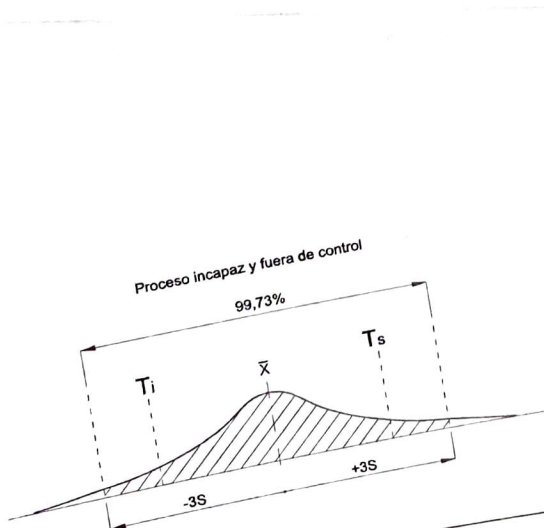 Proceso incapaz y fuera de control
99,73%
Ti
X̅
Ts
-3S
+3S